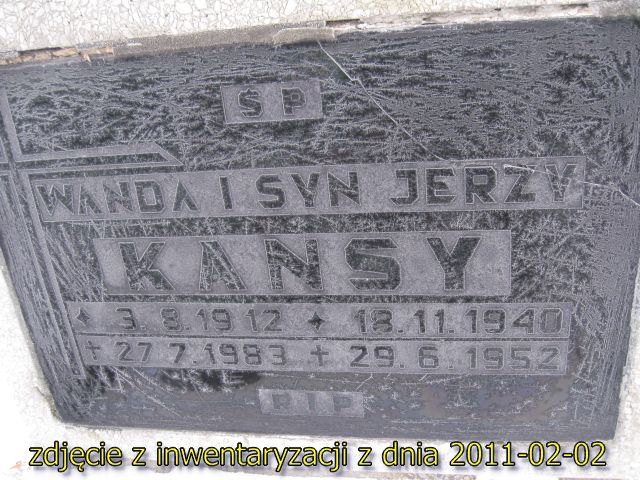 ŚP
WANDA I SYN JERZY
KANSY
* 3.8.1912 * 18.11.1940
† 27.7.1983 † 29.6.1952
RIP
zdjęcie z inwentaryzacji z dnia 2011-02-02